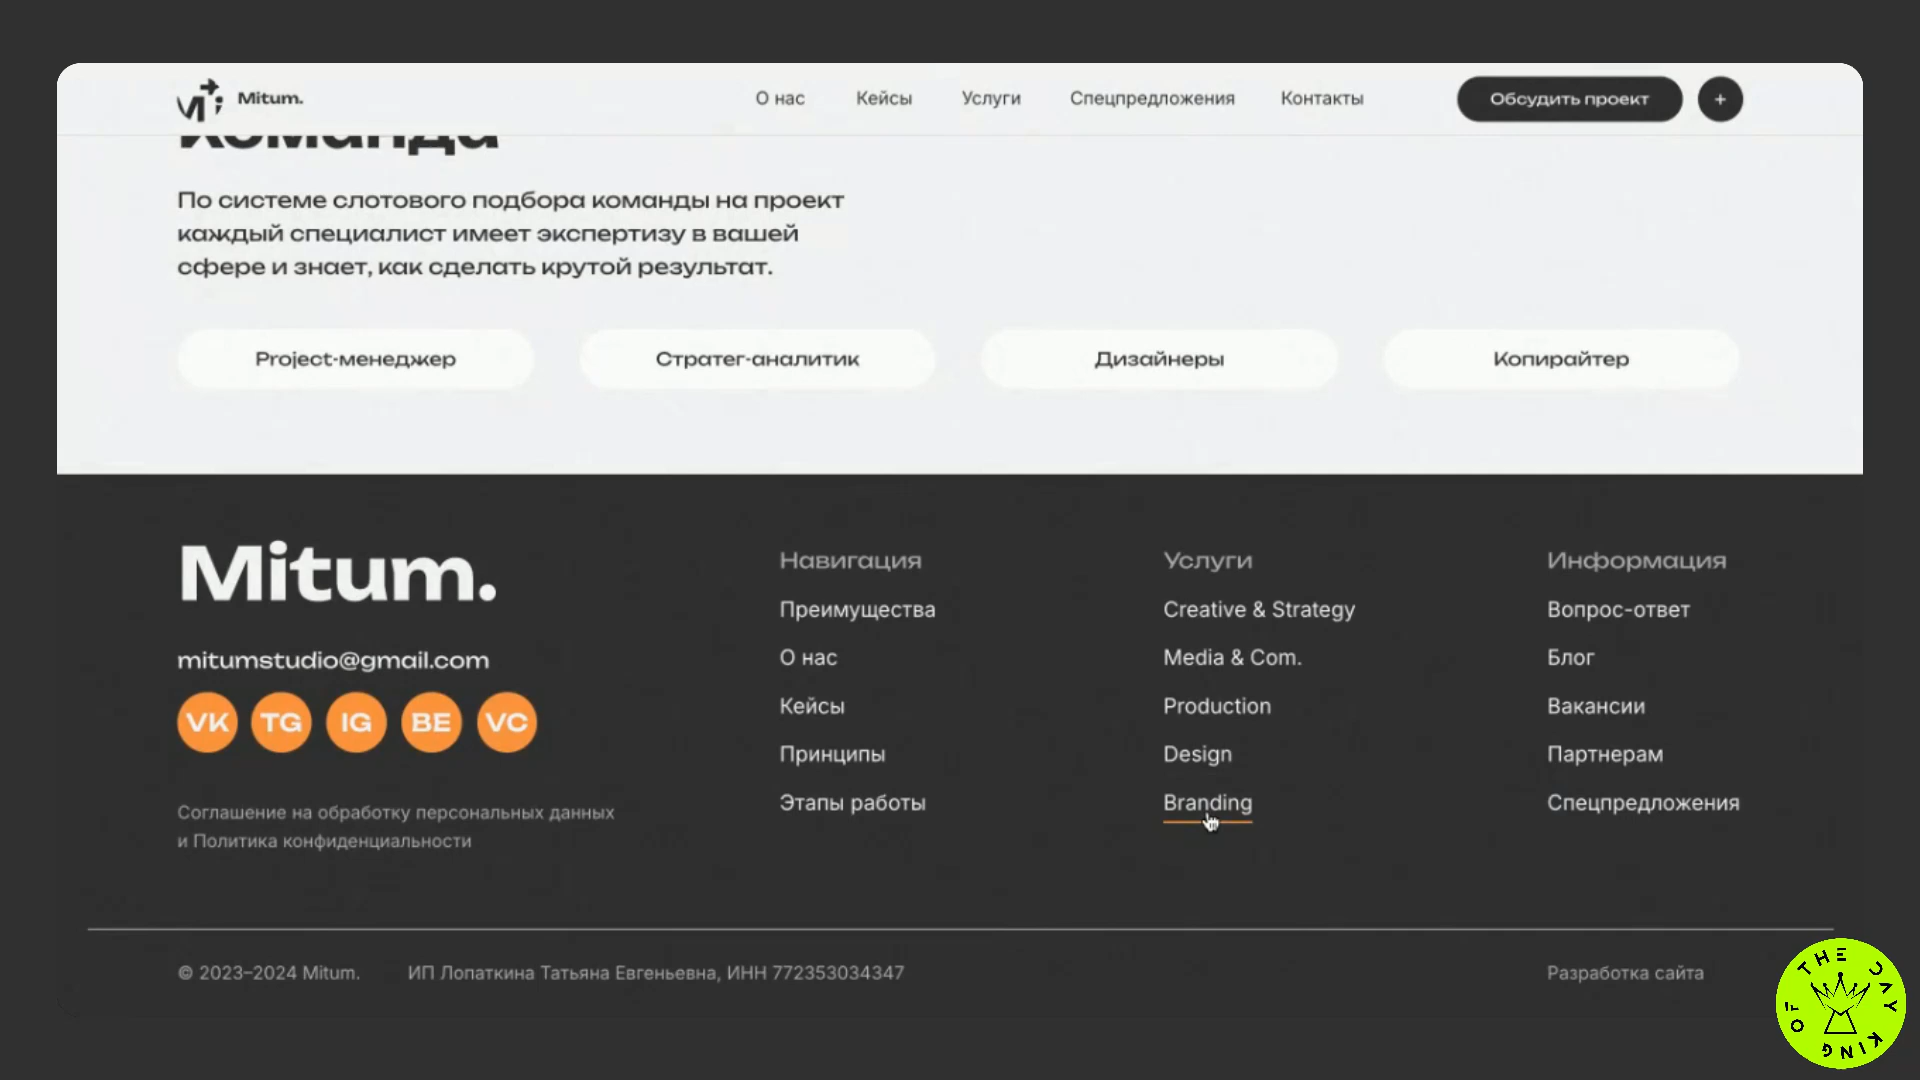 Mitum.
О нас
Кейсы
Услуги
Спецпредложения
Контакты
Обсудить проект
+
Команда
По системе слотового подбора команды на проект
каждый специалист имеет экспертизу в вашей
сфере и знает, как сделать крутой результат.
Project-менеджер
Стратег-аналитик
Дизайнеры
Копирайтер
Mitum.
mitumstudio@gmail.com
VK
TG
IG
BE
VC
Соглашение на обработку персональных данных
и Политика конфиденциальности
Навигация
Преимущества
О нас
Кейсы
Принципы
Этапы работы
Услуги
Creative & Strategy
Media & Com.
Production
Design
Branding
Информация
Вопрос-ответ
Блог
Вакансии
Партнерам
Спецпредложения
© 2023–2024 Mitum.
ИП Лопаткина Татьяна Евгеньевна, ИНН 772353034347
Разработка сайта
KING OF THE DAY